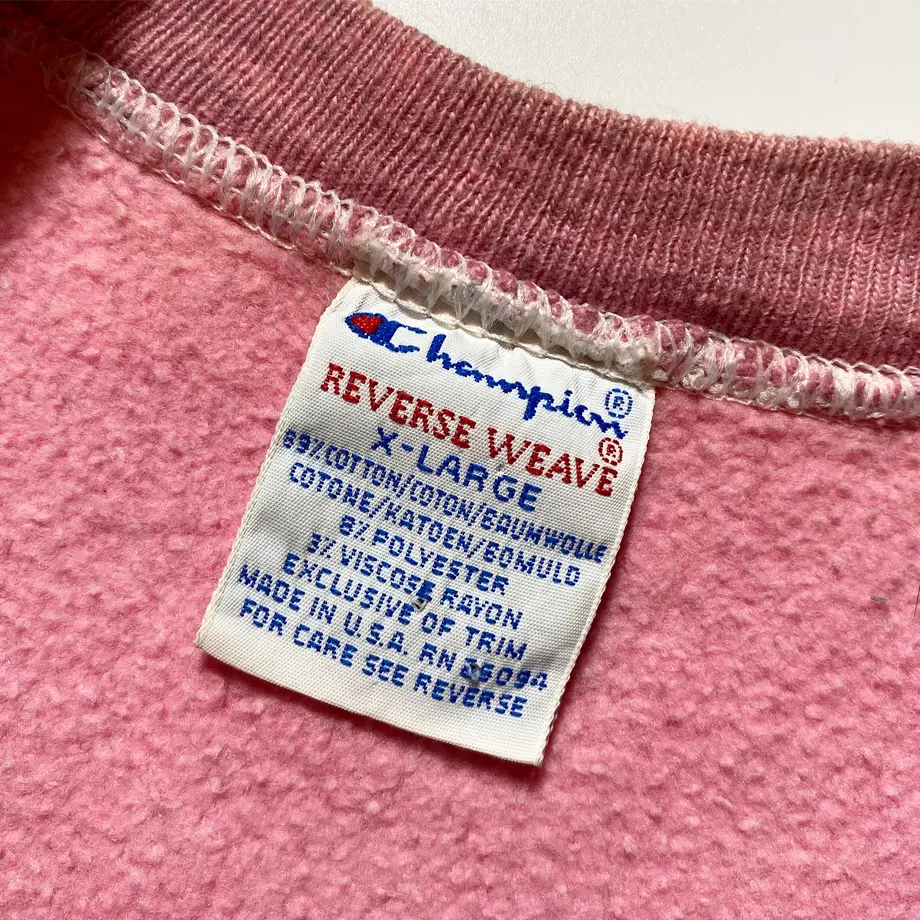 Champion®
REVERSE WEAVE®
X-LARGE
89% COTTON/COTON/BAUMWOLLE
COTONE/KATOEN/BOMULD
8% POLYESTER
3% VISCOSE RAYON
EXCLUSIVE OF TRIM
MADE IN U.S.A. RN 26094
FOR CARE SEE REVERSE